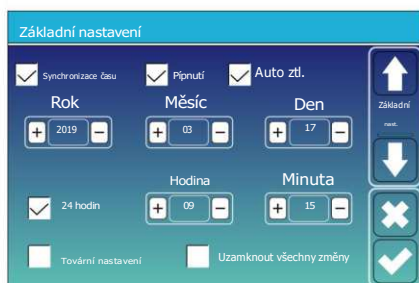 Základní nastavení
Synchronizace času
Pípnutí
Auto ztl.
Rok
Měsíc
Den
+ 2019 −
+ 03 −
+ 17 −
Základní
nast.
Hodina
Minuta
24 hodin
+ 09 −
+ 15 −
Tovární nastavení
Uzamknout všechny změny